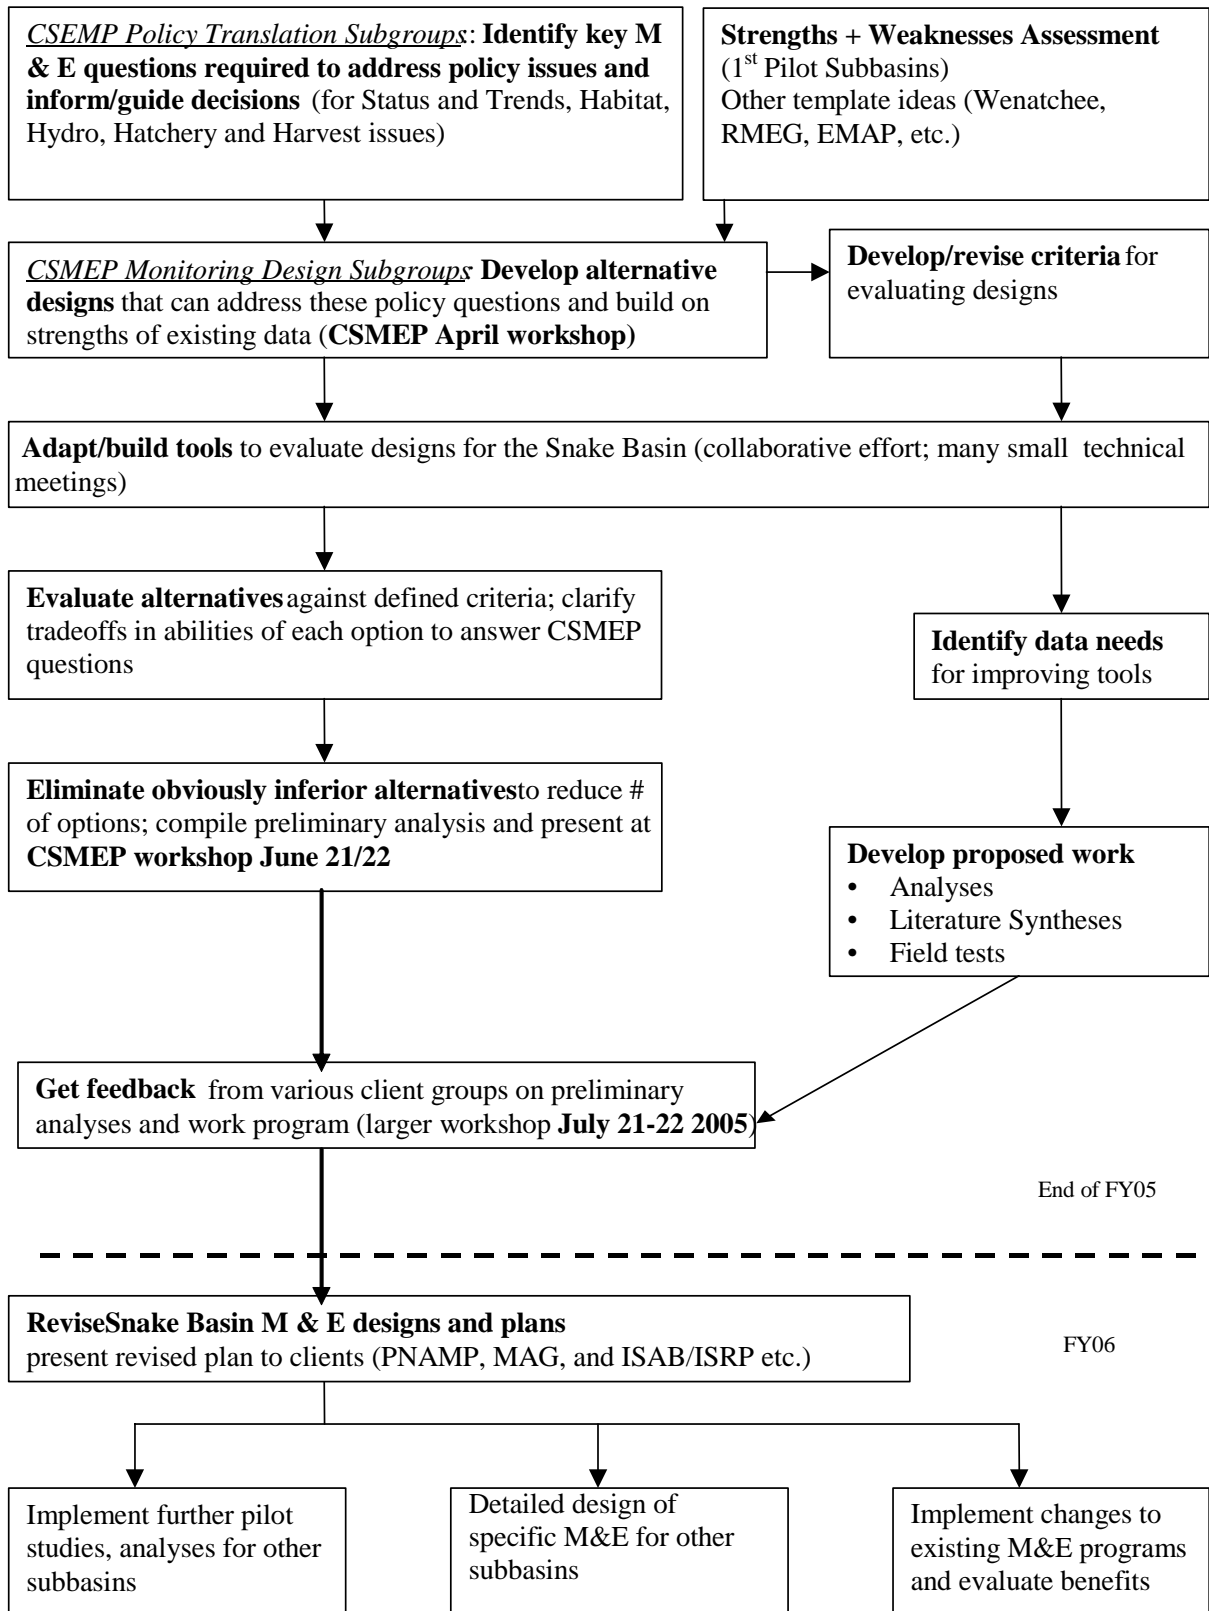 CSEMP Policy Translation Subgroups:: Identify key M
& E questions required to address policy issues and
inform/guide decisions (for Status and Trends, Habitat,
Hydro, Hatchery and Harvest issues)
Strengths + Weaknesses Assessment
(1st Pilot Subbasins)
Other template ideas (Wenatchee,
RMEG, EMAP, etc.)
CSMEP Monitoring Design Subgroups: Develop alternative
designs that can address these policy questions and build on
strengths of existing data (CSMEP April workshop)
Develop/revise criteria for
evaluating designs
Adapt/build tools to evaluate designs for the Snake Basin (collaborative effort; many small technical
meetings)
Evaluate alternatives against defined criteria; clarify
tradeoffs in abilities of each option to answer CSMEP
questions
Identify data needs
for improving tools
Eliminate obviously inferior alternatives to reduce #
of options; compile preliminary analysis and present at
CSMEP workshop June 21/22
Develop proposed work
• Analyses
• Literature Syntheses
• Field tests
Get feedback from various client groups on preliminary
analyses and work program (larger workshop July 21-22 2005)
End of FY05
ReviseSnake Basin M & E designs and plans
present revised plan to clients (PNAMP, MAG, and ISAB/ISRP etc.)
FY06
Implement further pilot
studies, analyses for other
subbasins
Detailed design of
specific M&E for other
subbasins
Implement changes to
existing M&E programs
and evaluate benefits